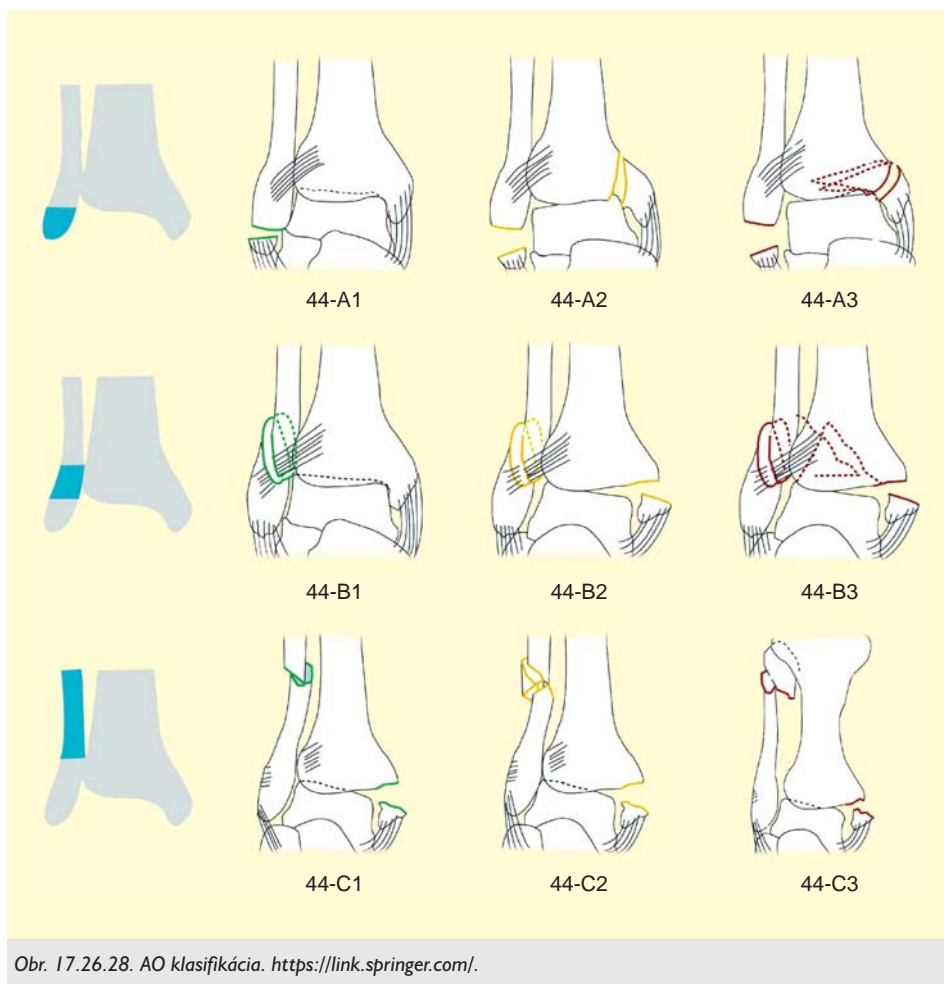 44-A1 44-A2 44-A3
44-B1 44-B2 44-B3
44-C1 44-C2 44-C3
Obr. 17.26.28. AO klasifikácia. https://link.springer.com/.